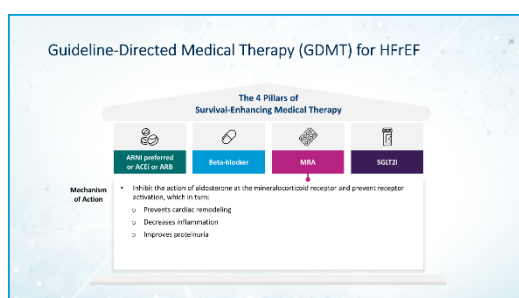 Guideline-Directed Medical Therapy (GDMT) for HFrEF
The 4 Pillars of
Survival-Enhancing Medical Therapy
ARNI preferred
or ACEi or ARB
Beta-blocker
MRA
SGLT2i
Mechanism
of Action
• Inhibit the action of aldosterone at the mineralocorticoid receptor and prevent receptor
activation, which in turn:
o Prevents cardiac remodeling
o Decreases inflammation
o Improves proteinuria